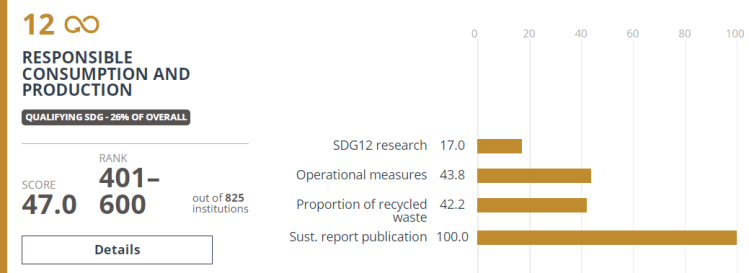 12
RESPONSIBLE
CONSUMPTION AND
PRODUCTION
QUALIFYING SDG - 26% OF OVERALL
SCORE
47.0
RANK
401–
600
out of 825
institutions
Details
0 20 40 60 80 100
SDG12 research 17.0
Operational measures 43.8
Proportion of recycled 42.2
waste
Sust. report publication 100.0